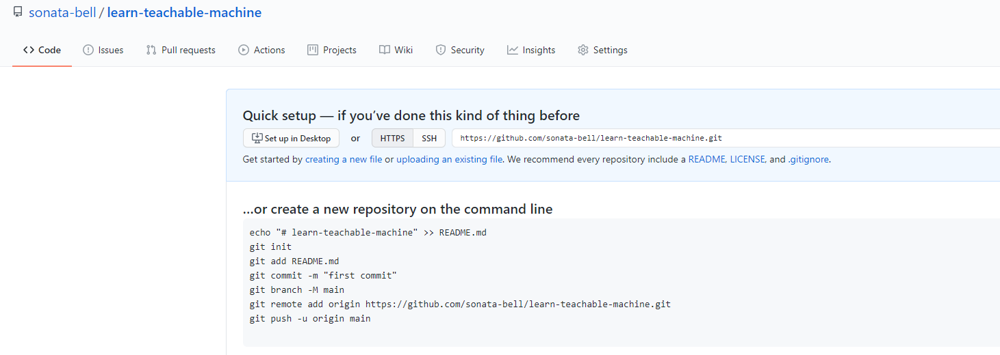 sonata-bell / learn-teachable-machine
Code Issues Pull requests Actions Projects Wiki Security Insights Settings
Quick setup — if you’ve done this kind of thing before
Set up in Desktop or HTTPS SSH https://github.com/sonata-bell/learn-teachable-machine.git
Get started by creating a new file or uploading an existing file. We recommend every repository include a README, LICENSE, and .gitignore.
…or create a new repository on the command line
echo "# learn-teachable-machine" >> README.md
git init
git add README.md
git commit -m "first commit"
git branch -M main
git remote add origin https://github.com/sonata-bell/learn-teachable-machine.git
git push -u origin main